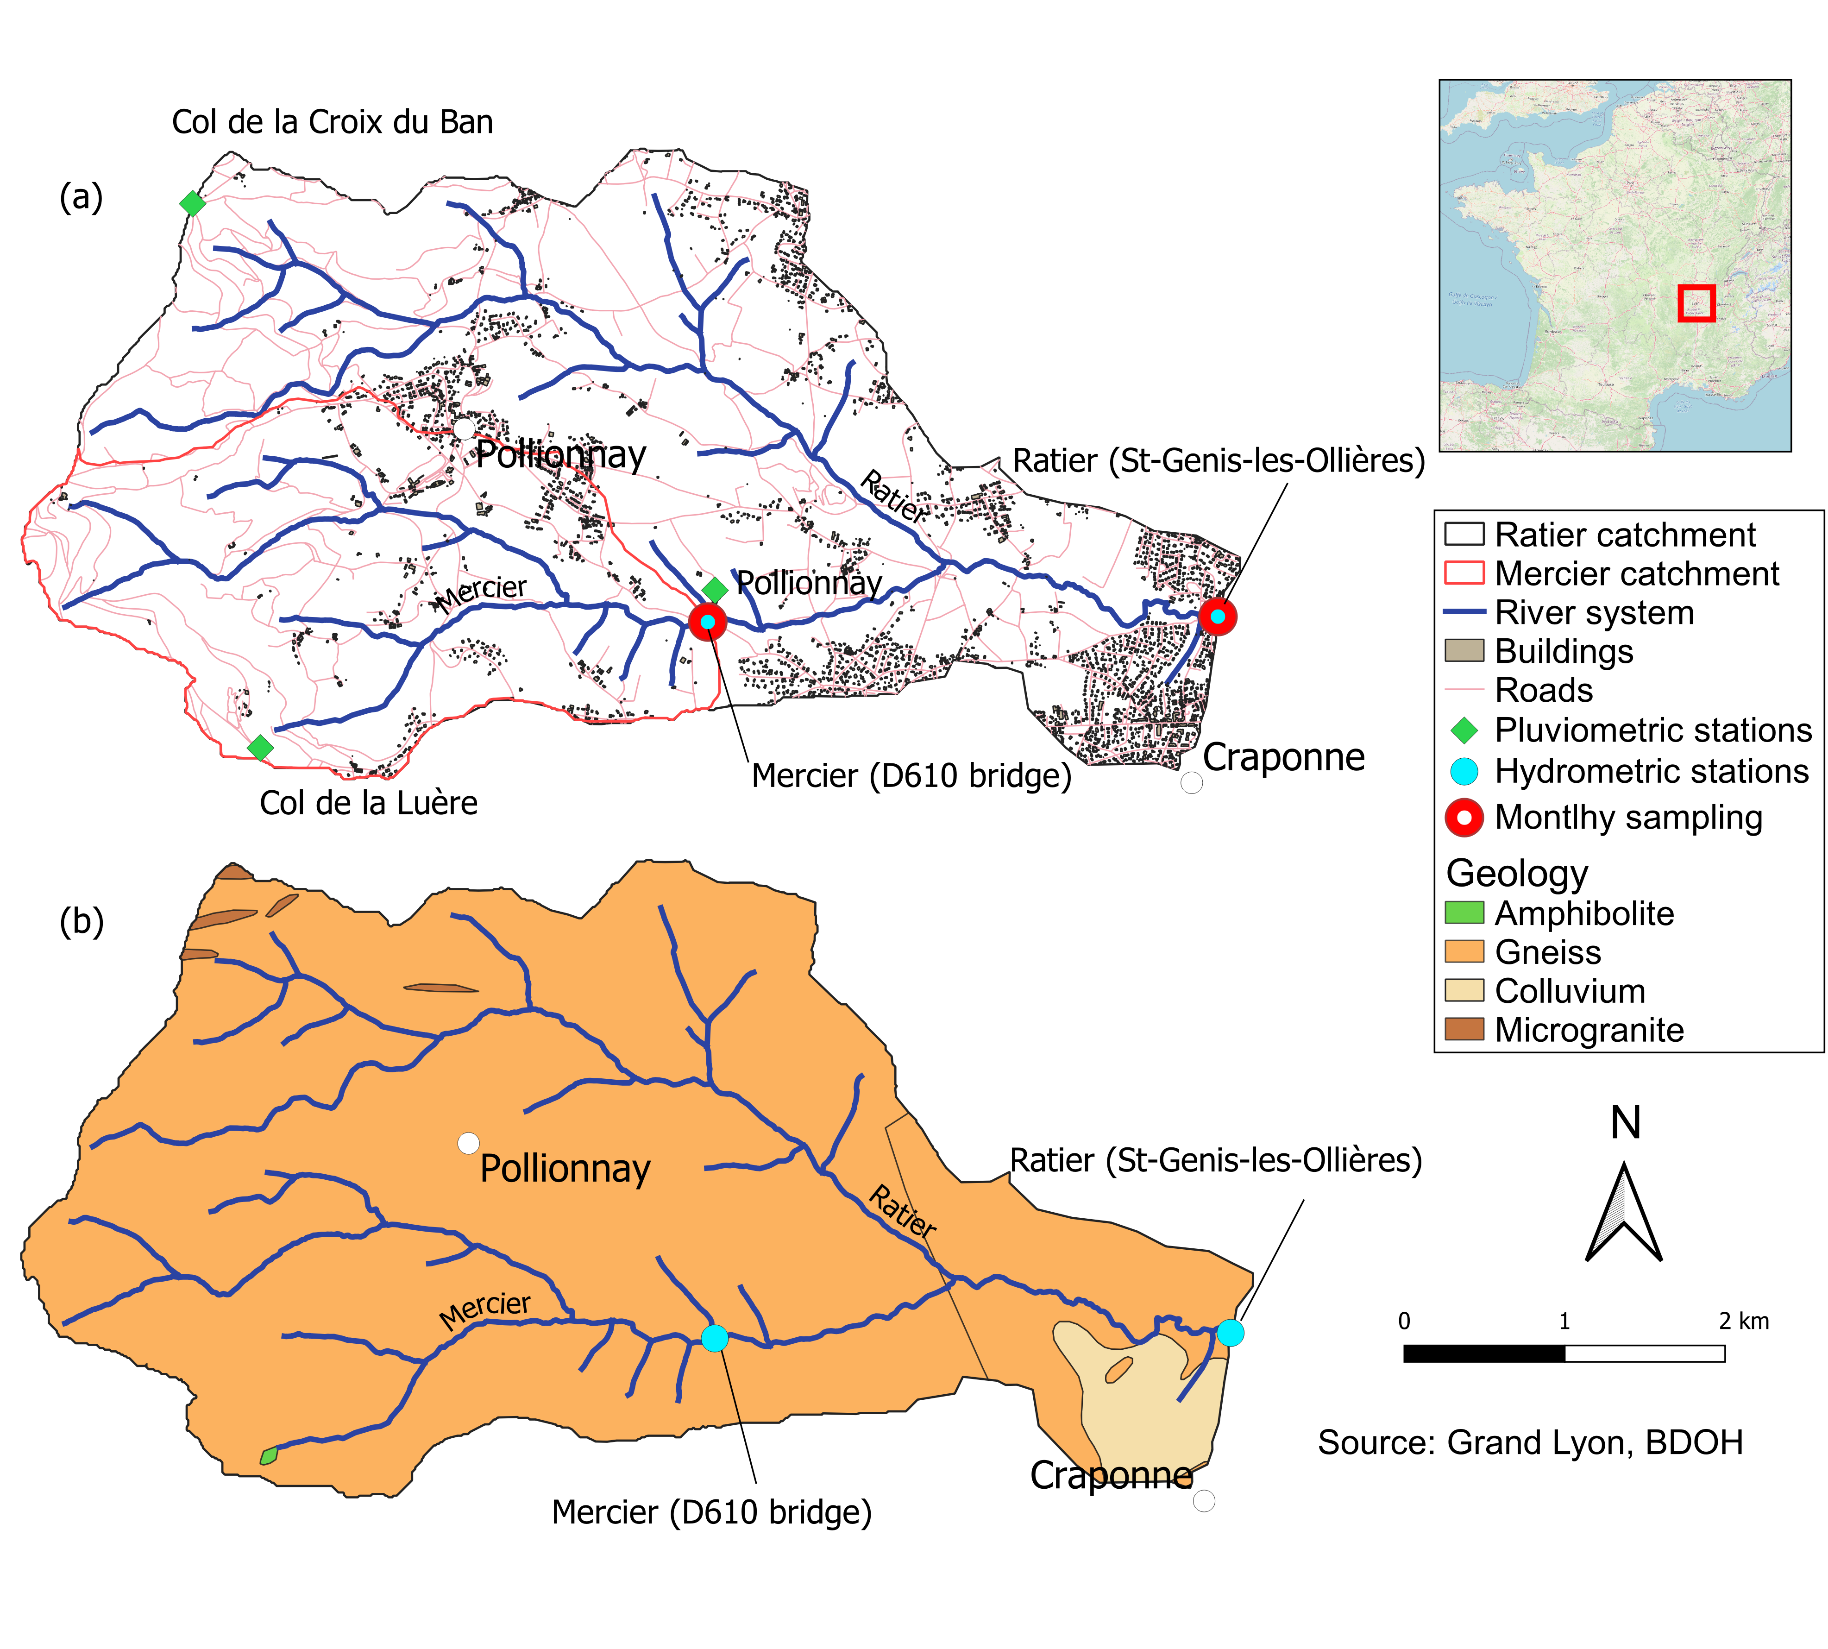 Col de la Croix du Ban
(a)
Pollionnay
Ratier (St-Genis-les-Ollières)
Ratier
Pollionnay
Mercier
Craponne
Mercier (D610 bridge)
Col de la Luère
Ratier catchment
Mercier catchment
River system
Buildings
Roads
Pluviometric stations
Hydrometric stations
Montlhy sampling
Geology
Amphibolite
Gneiss
Colluvium
Microgranite
(b)
Pollionnay
Ratier (St-Genis-les-Ollières)
Ratier
Mercier
Craponne
Mercier (D610 bridge)
N
0 1 2 km
Source: Grand Lyon, BDOH